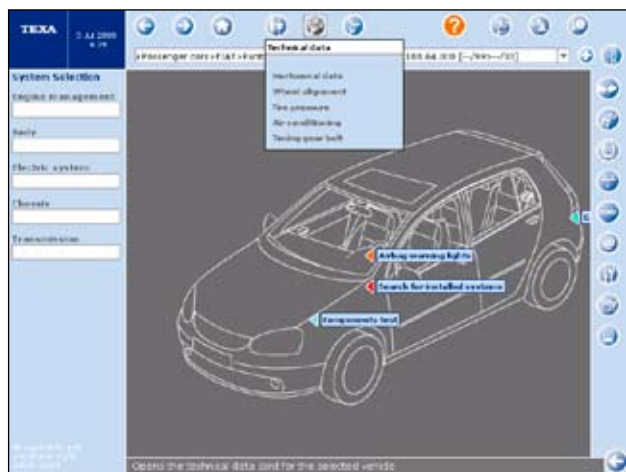 TEXA
Technical data
Mechanical data
Wheel alignment
Tire pressure
Air-conditioning
Timing gear belt
System Selection
Engine management
Body
Electric system
Chassis
Transmission
Airbag warning lights
Search for installed systems
Components test
Opens the technical data card for the selected vehicle